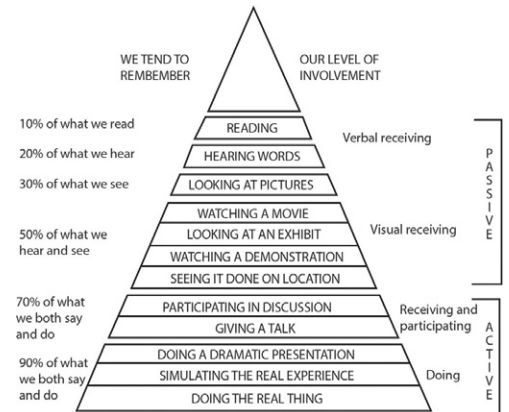 WE TEND TO
REMBEMBER
OUR LEVEL OF
INVOLVEMENT
10% of what we read
READING
Verbal receiving
20% of what we hear
HEARING WORDS
30% of what we see
LOOKING AT PICTURES
50% of what we
hear and see
WATCHING A MOVIE
LOOKING AT AN EXHIBIT
WATCHING A DEMONSTRATION
SEEING IT DONE ON LOCATION
Visual receiving
PASSIVE
70% of what
we both say
and do
PARTICIPATING IN DISCUSSION
GIVING A TALK
Receiving and
participating
90% of what
we both say
and do
DOING A DRAMATIC PRESENTATION
SIMULATING THE REAL EXPERIENCE
DOING THE REAL THING
Doing
ACTIVE